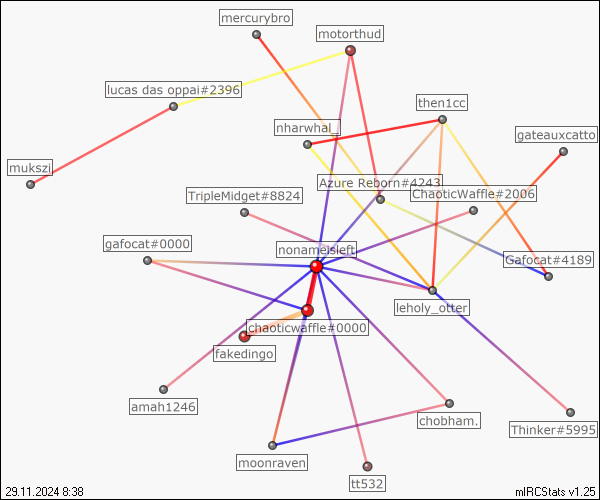 mercurybro
motorthud
lucas das oppai#2396
then1cc
nharwhal_
gateauxcatto
mukszi
Azure Reborn#4243
TripleMidget#8824
ChaoticWaffle#2006
gafocat#0000
nonameisleft
Gafocat#4189
leholy_otter
chaoticwaffle#0000
fakedingo
amah1246
chobham.
Thinker#5995
moonraven
tt532
29.11.2024 8:38
mIRCStats v1.25